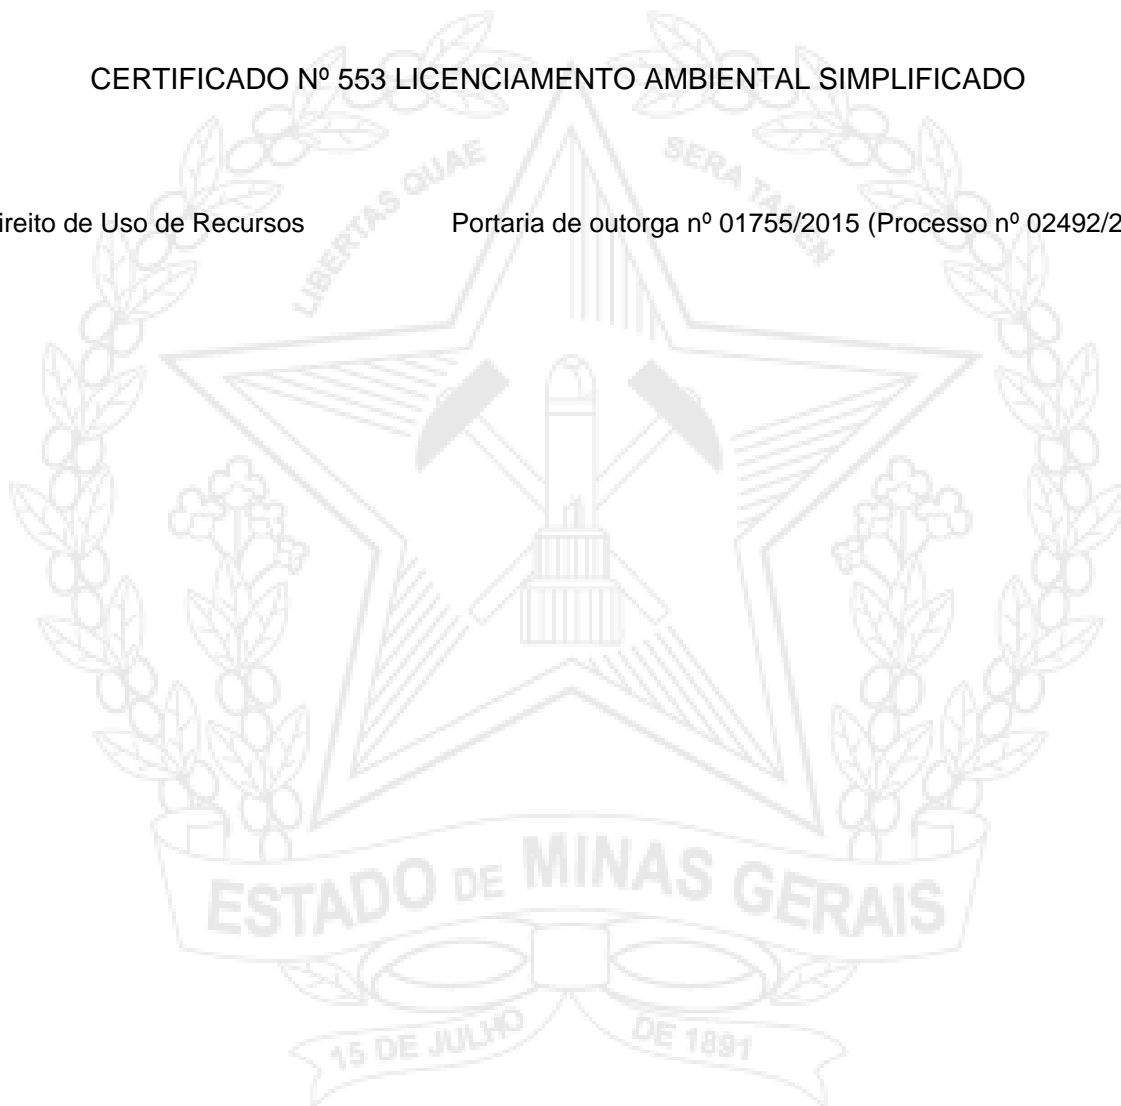 CERTIFICADO Nº 553 LICENCIAMENTO AMBIENTAL SIMPLIFICADO
LIBERTAS QUAE SERA TAMEN
ireito de Uso de Recursos Portaria de outorga nº 01755/2015 (Processo nº 02492/2
ESTADO DE MINAS GERAIS
15 DE JULHO DE 1891